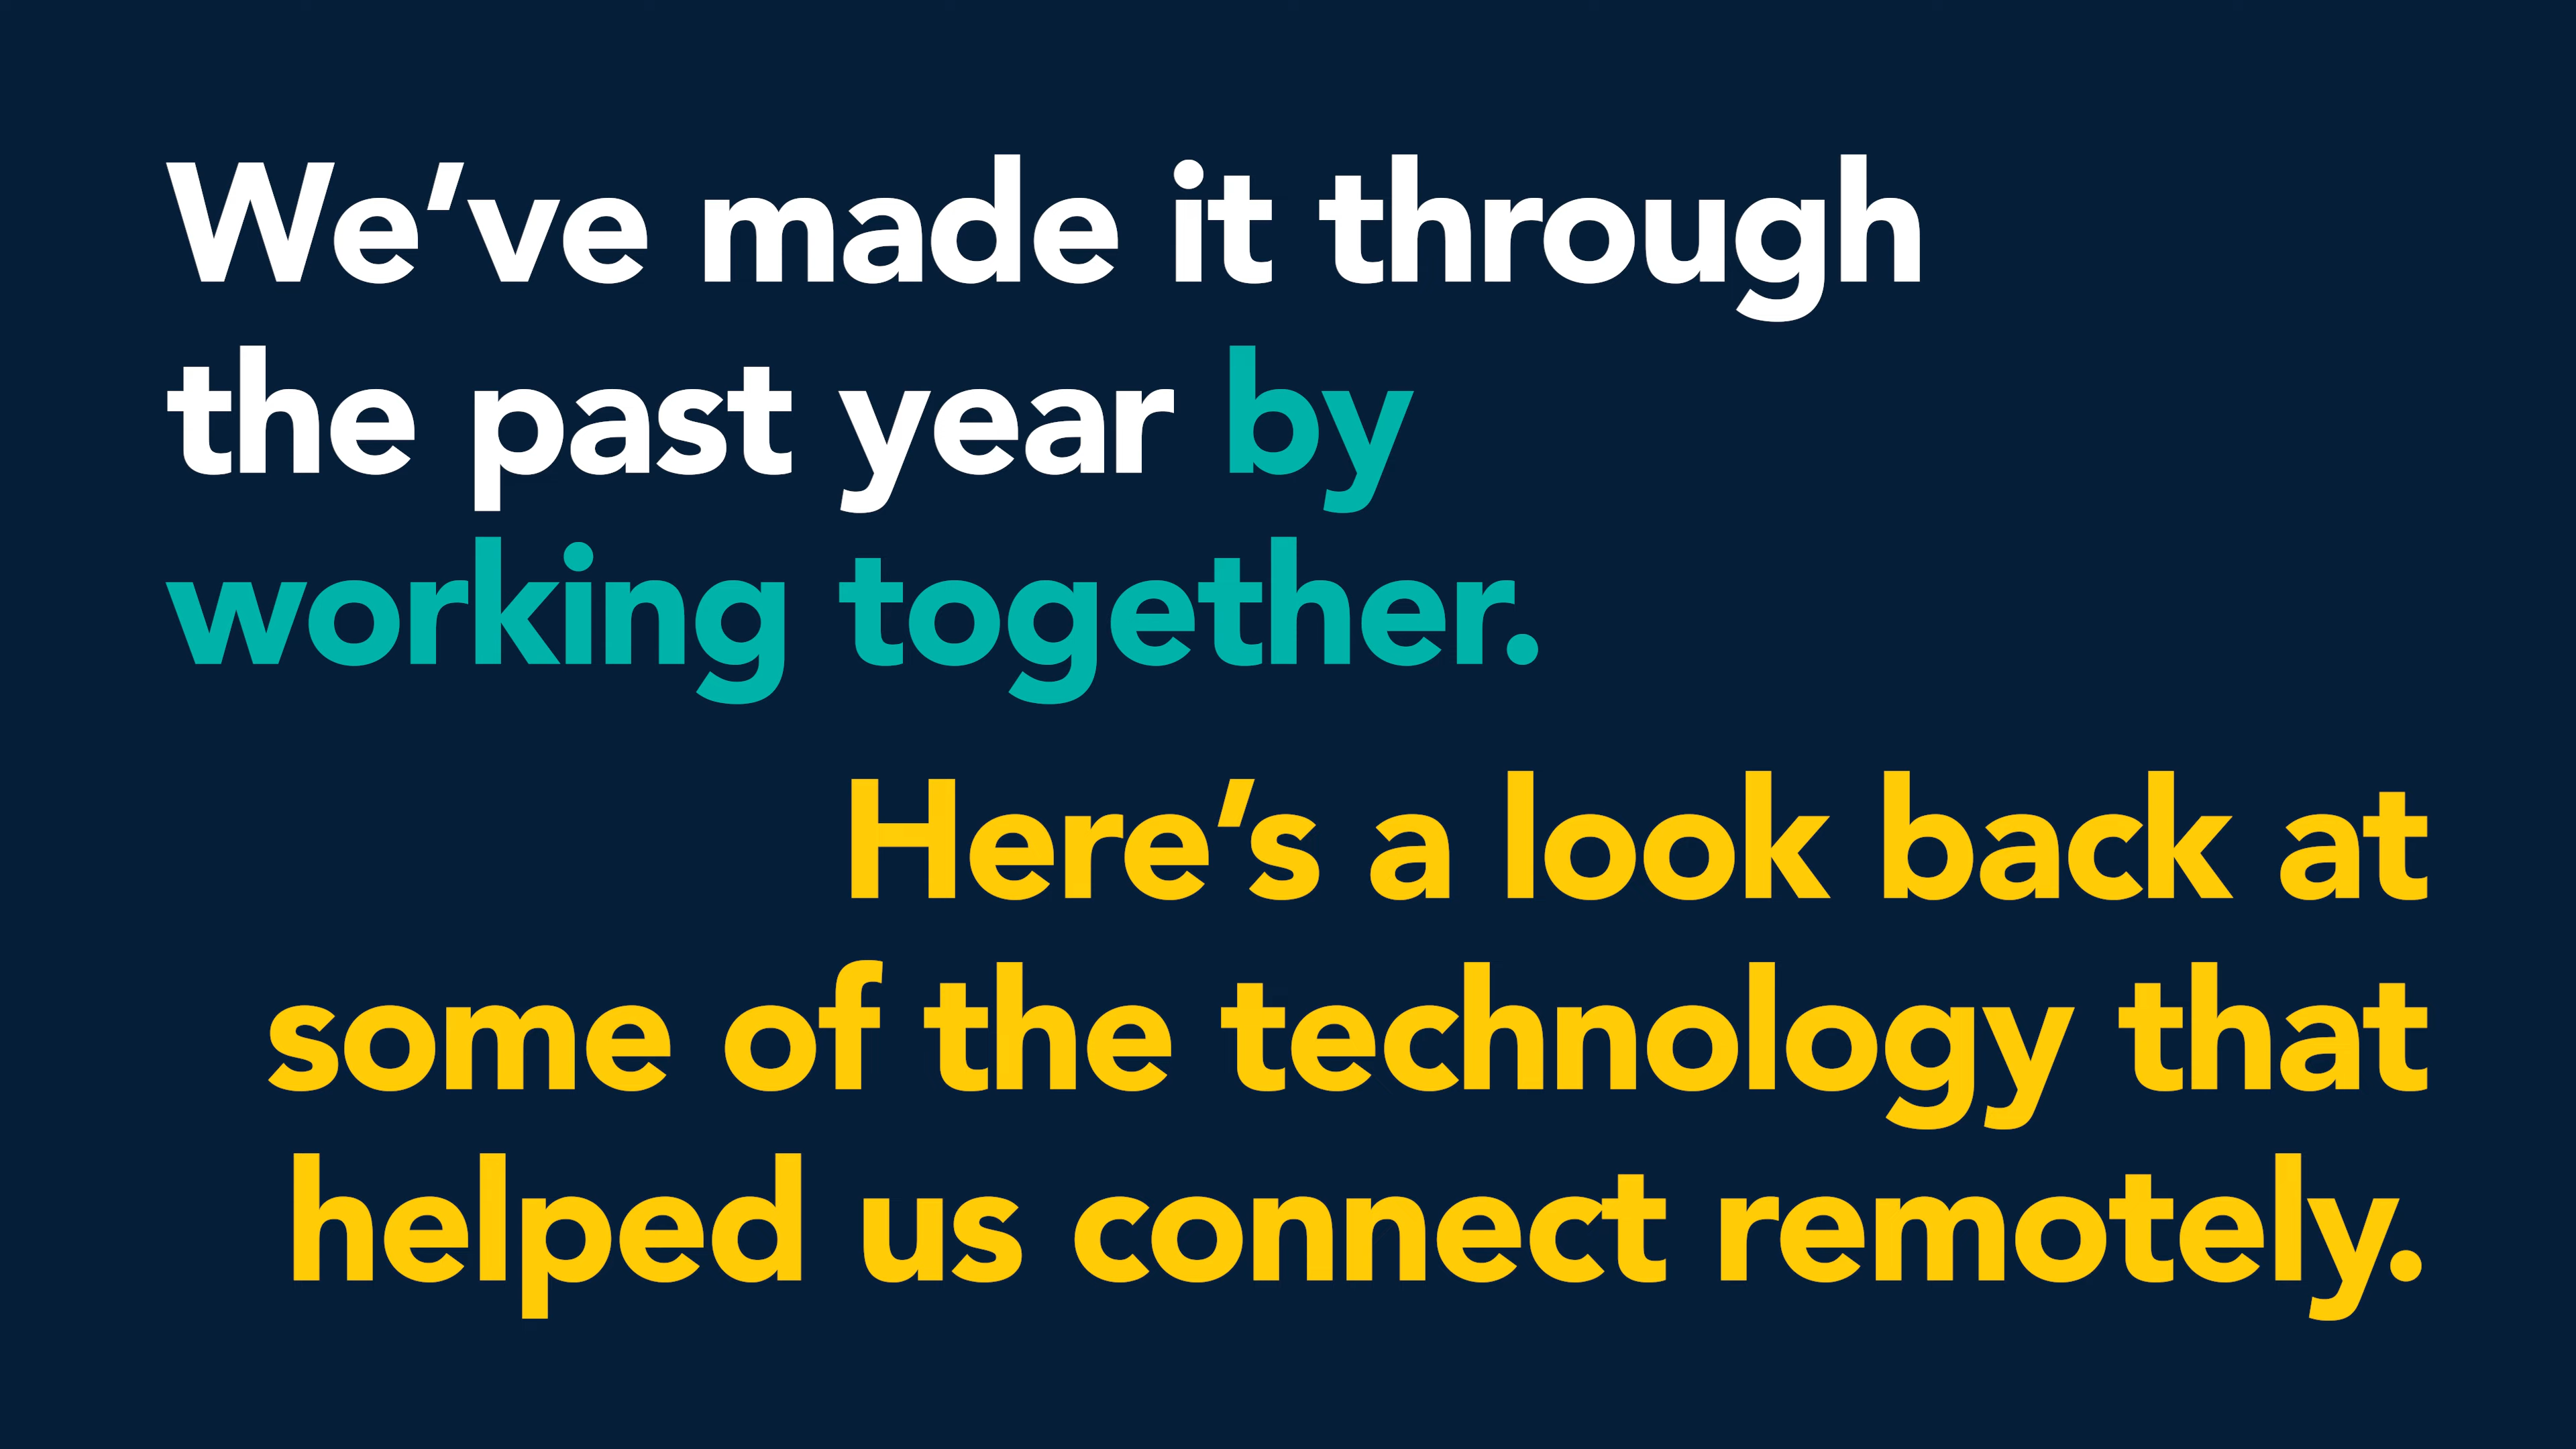 We’ve made it through
the past year by
working together.
Here’s a look back at
some of the technology that
helped us connect remotely.